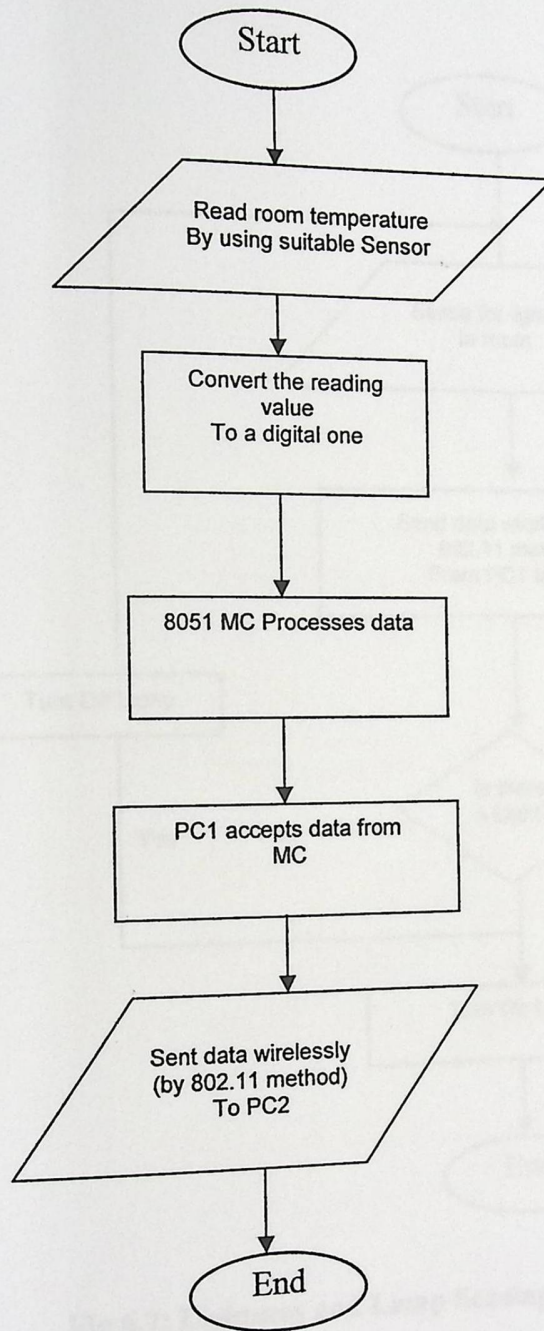 Start
Read room temperature
By using suitable Sensor
Convert the reading
value
To a digital one
8051 MC Processes data
PC1 accepts data from
MC
Sent data wirelessly
(by 802.11 method)
To PC2
End